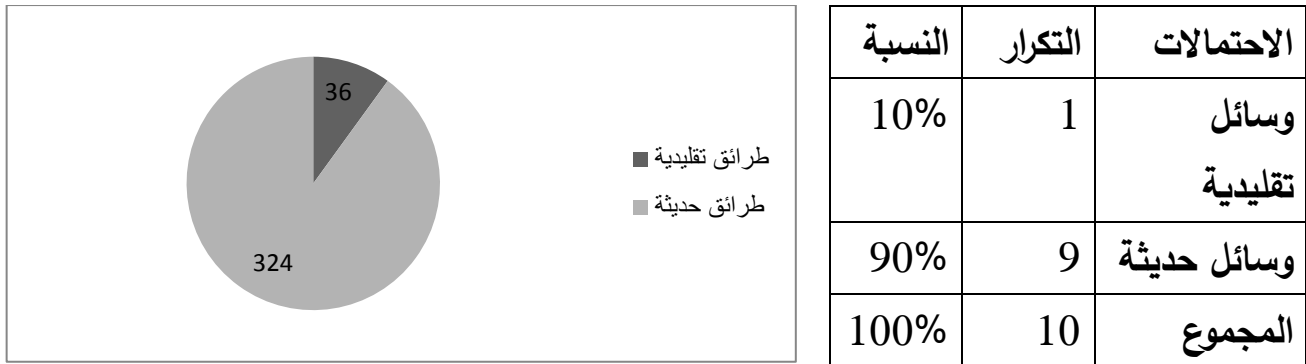 الاحتمالات التكرار النسبة
وسائل تقليدية 1 10%
وسائل حديثة 9 90%
المجموع 10 100%
36
324
طرائق تقليدية
طرائق حديثة